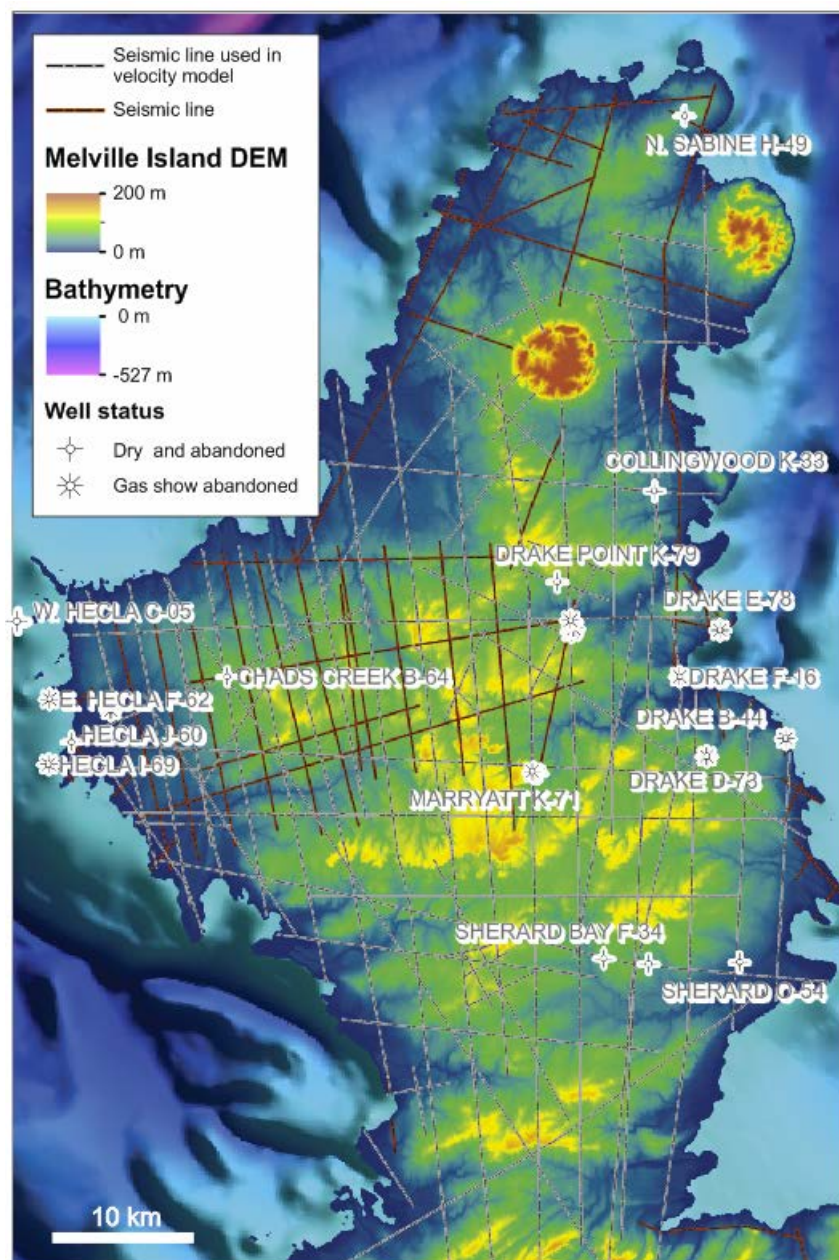 Seismic line used in
velocity model
Seismic line
Melville Island DEM
200 m
0 m
Bathymetry
0 m
-527 m
Well status
Dry and abandoned
Gas show abandoned
N. SABINE H-49
COLLINGWOOD K-33
DRAKE POINT K-79
DRAKE E-78
W. HECLA C-05
CHADS CREEK B-64
DRAKE F-16
E. HECLA F-62
DRAKE B-44
HECLA J-60
HECLA I-69
DRAKE D-73
MARRYATT K-71
SHERARD BAY F-34
SHERARD O-54
10 km